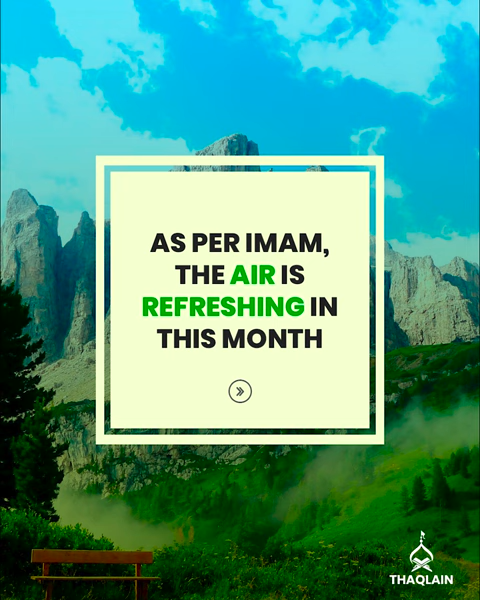 AS PER IMAM,
THE AIR IS
REFRESHING IN
THIS MONTH
THAQLAIN